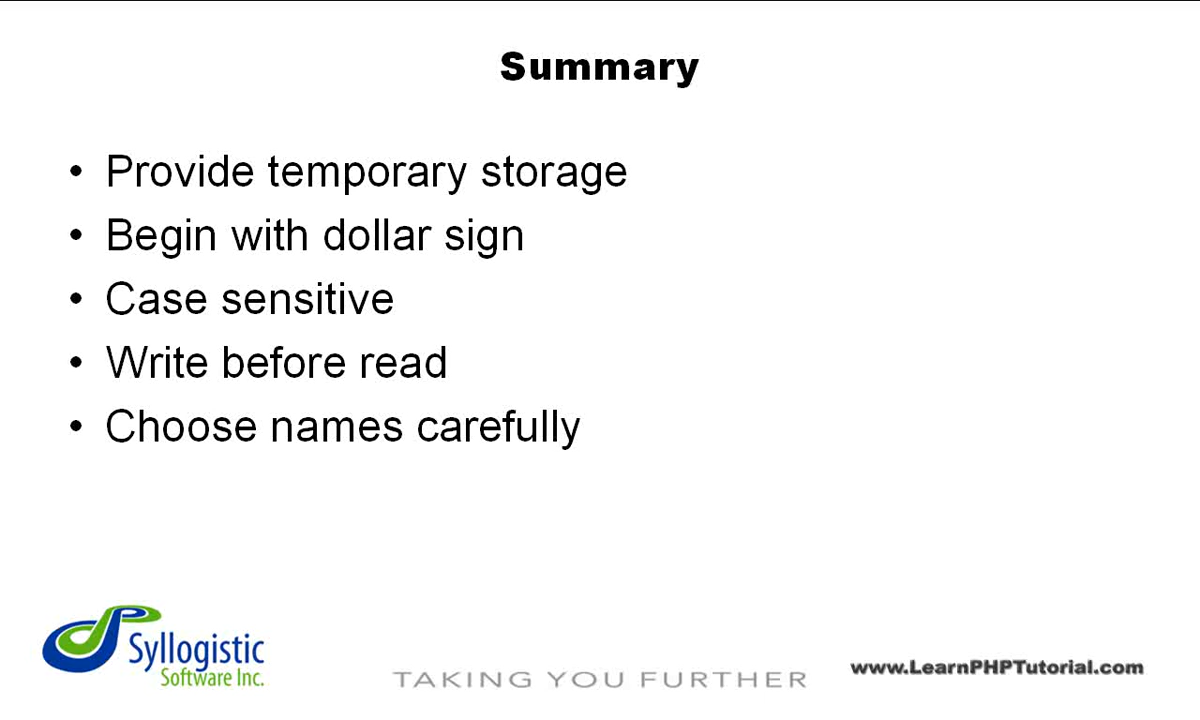 Summary
• Provide temporary storage
• Begin with dollar sign
• Case sensitive
• Write before read
• Choose names carefully
Syllogistic
Software Inc.
TAKING YOU FURTHER
www.LearnPHPTutorial.com